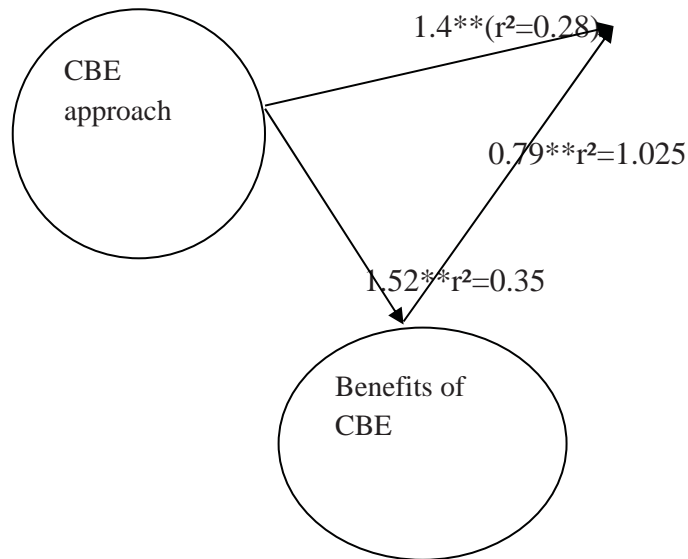 1.4**(r²=0.28)
CBE
approach
0.79**r²=1.025
1.52**r²=0.35
Benefits of
CBE